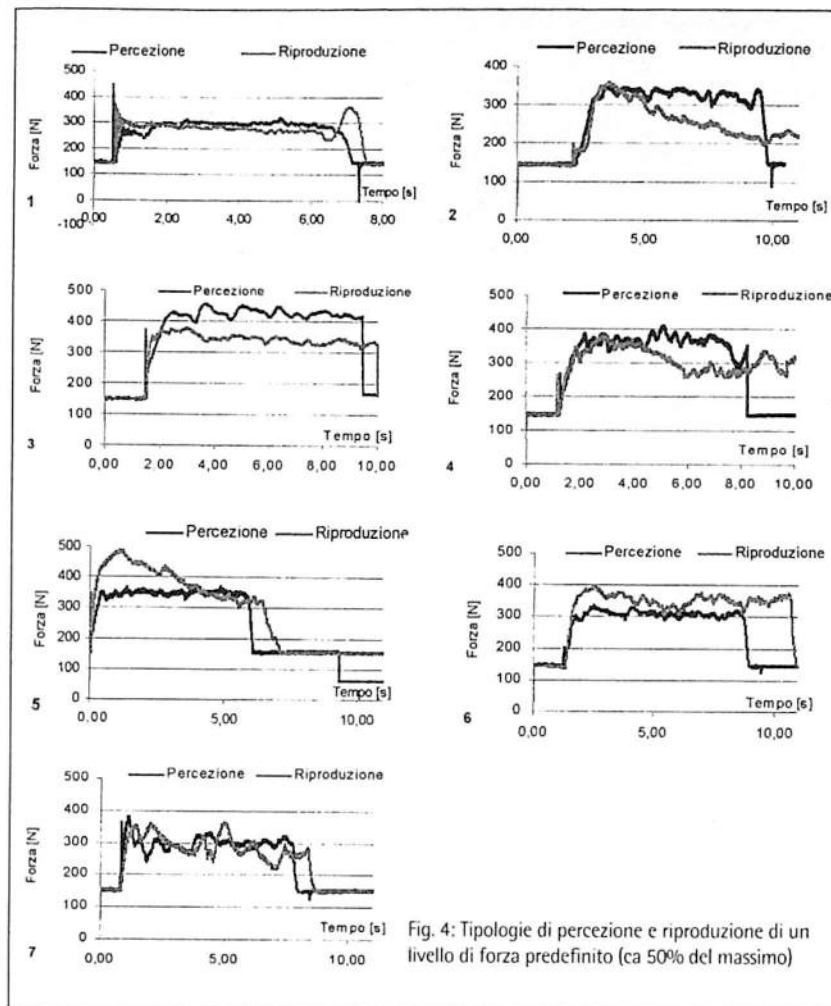 Percezione Riproduzione
500
400
300
200
100
0
-100
Forza [N]
Tempo [s]
0,00 2,00 4,00 6,00 8,00
1
Percezione Riproduzione
400
300
200
100
0
Forza [N]
Tempo [s]
0,00 5,00 10,00
2
Percezione Riproduzione
500
400
300
200
100
0
Forza [N]
Tempo [s]
0,00 2,00 4,00 6,00 8,00 10,00
3
Percezione Riproduzione
500
400
300
200
100
0
Forza [N]
Tempo [s]
0,00 2,00 4,00 6,00 8,00 10,00
4
Percezione Riproduzione
500
400
300
200
100
0
Forza [N]
Tempo [s]
0,00 5,00 10,00
5
Percezione Riproduzione
500
400
300
200
100
0
Forza [N]
Tempo [s]
0,00 5,00 10,00
6
Percezione Riproduzione
500
400
300
200
100
0
Forza [N]
Tempo [s]
0,00 2,00 4,00 6,00 8,00 10,00
7
Fig. 4: Tipologie di percezione e riproduzione di un
livello di forza predefinito (ca 50% del massimo)